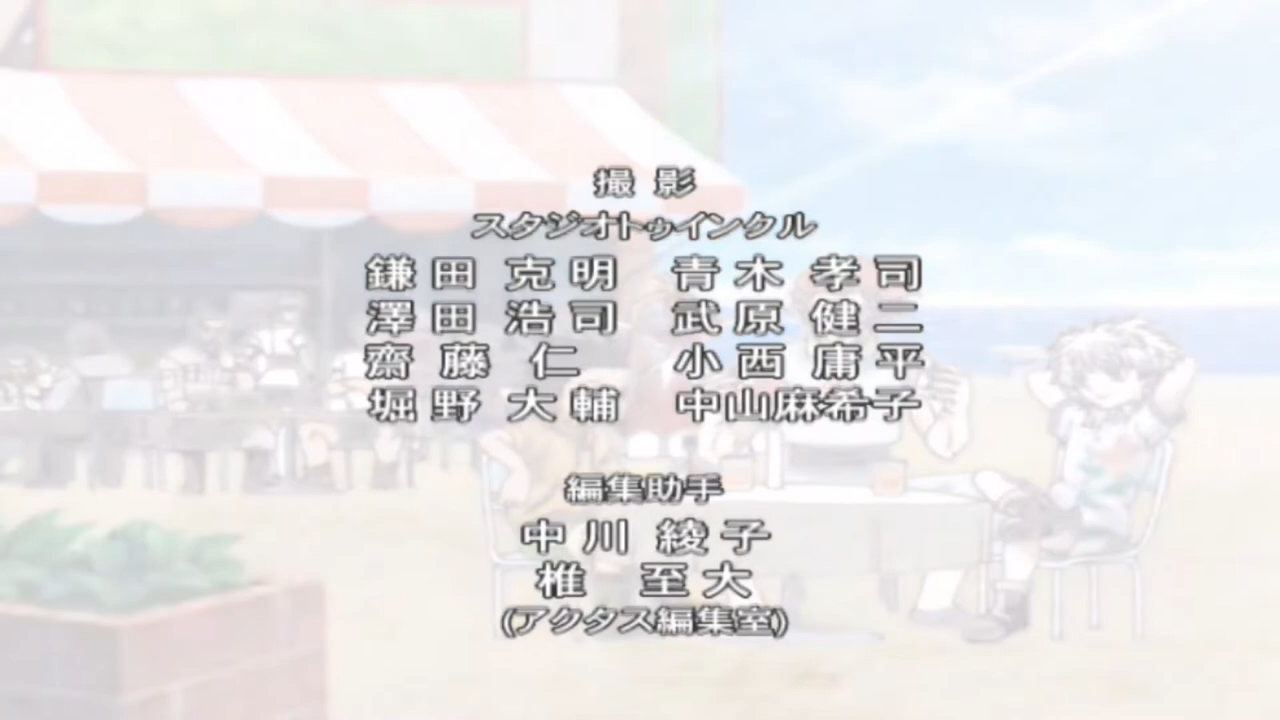 撮 影
スタジオトゥインクル
鎌田 克明 青木 孝司
澤田 浩司 武原 健二
齋藤 仁 小西 庸平
堀野 大輔 中山麻希子
編集助手
中川 綾子
椎 至大
(アクタス編集室)